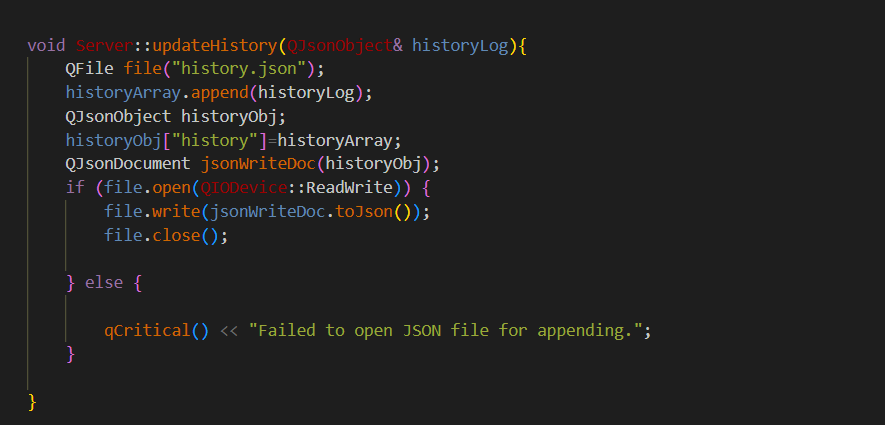 void Server::updateHistory(QJsonObject& historyLog){
QFile file("history.json");
historyArray.append(historyLog);
QJsonObject historyObj;
historyObj["history"]=historyArray;
QJsonDocument jsonWriteDoc(historyObj);
if (file.open(QIODevice::ReadWrite)) {
file.write(jsonWriteDoc.toJson());
file.close();
} else {
qCritical() << "Failed to open JSON file for appending.";
}
}